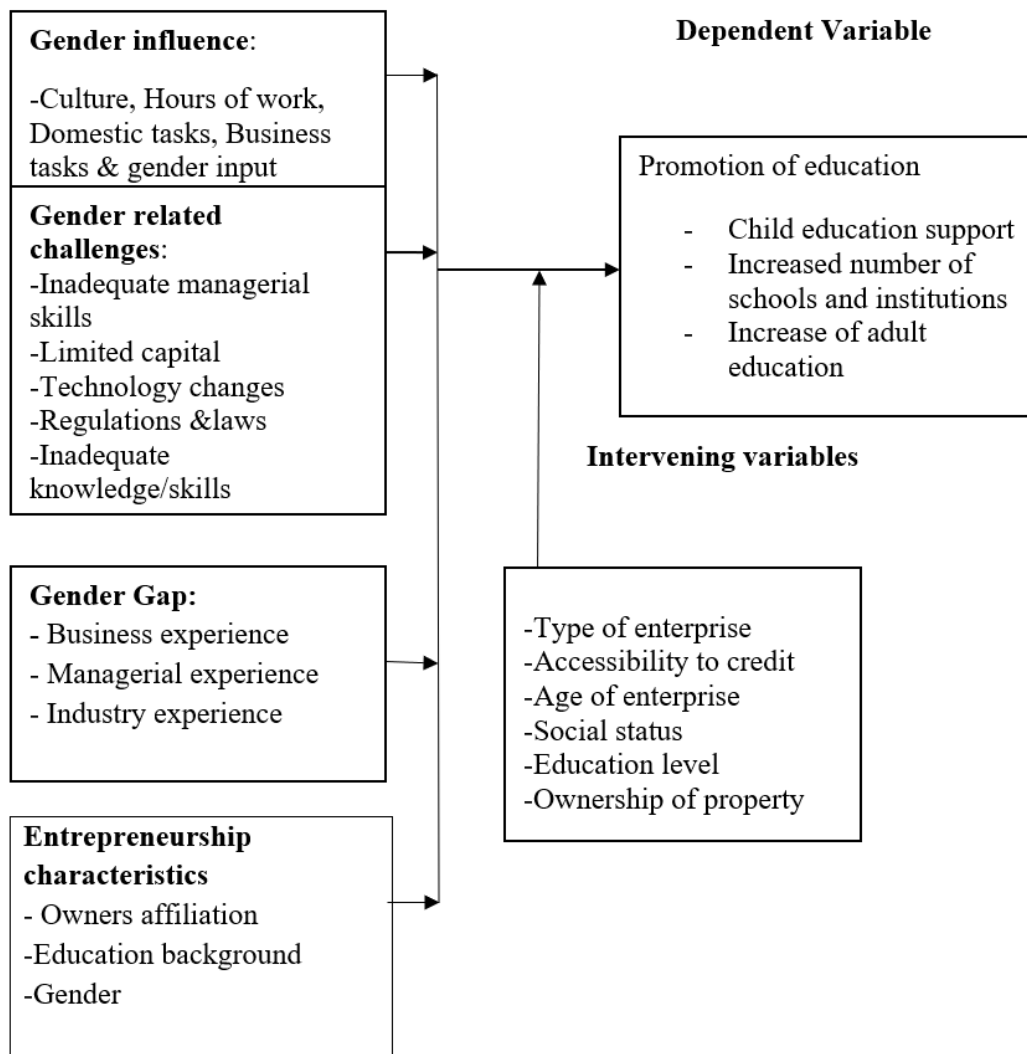 Gender influence:
-Culture, Hours of work,
Domestic tasks, Business
tasks & gender input
Gender related
challenges:
-Inadequate managerial
skills
-Limited capital
-Technology changes
-Regulations &laws
-Inadequate
knowledge/skills
Gender Gap:
- Business experience
- Managerial experience
- Industry experience
Entrepreneurship
characteristics
- Owners affiliation
-Education background
-Gender
Dependent Variable
Promotion of education
- Child education support
- Increased number of
schools and institutions
- Increase of adult
education
Intervening variables
-Type of enterprise
-Accessibility to credit
-Age of enterprise
-Social status
-Education level
-Ownership of property